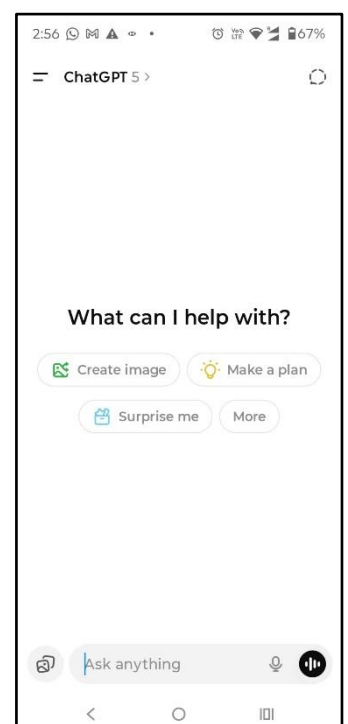 2:56 67%
ChatGPT 5 >
What can I help with?
Create image Make a plan
Surprise me More
Ask anything